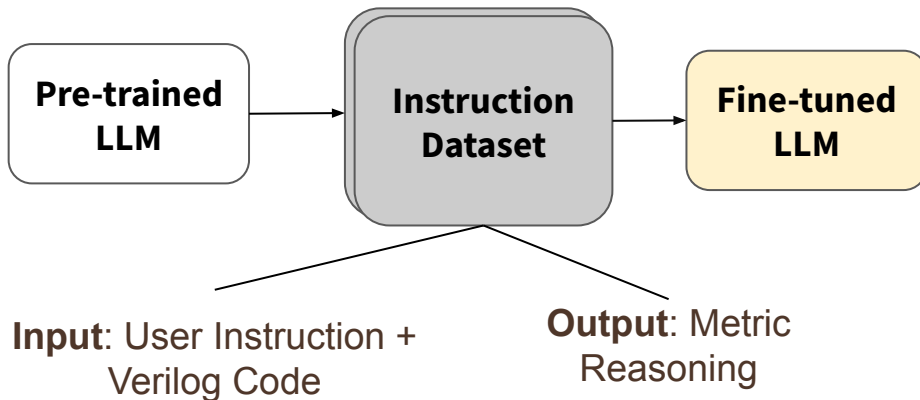 Pre-trained
LLM
Instruction
Dataset
Fine-tuned
LLM
Input: User Instruction +
Verilog Code
Output: Metric
Reasoning